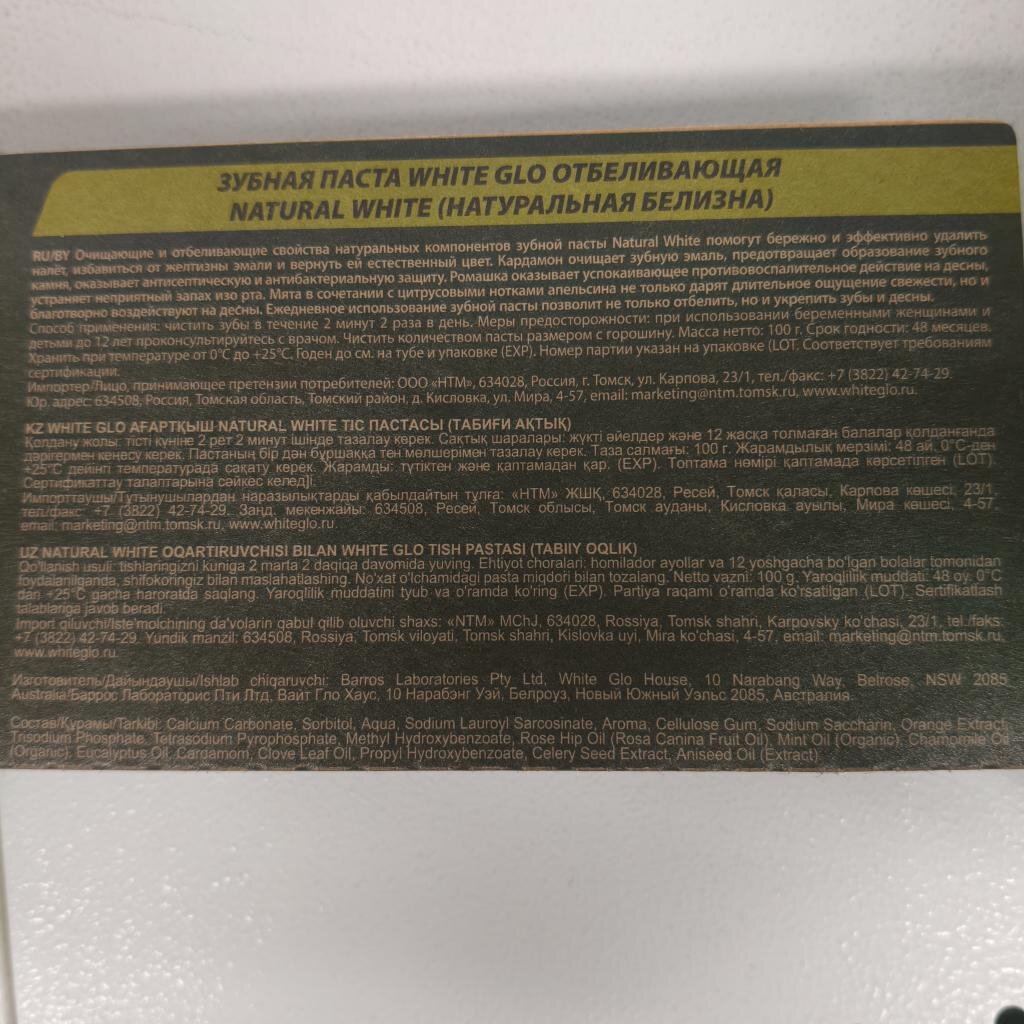 ЗУБНАЯ ПАСТА WHITE GLO ОТБЕЛИВАЮЩАЯ
NATURAL WHITE (НАТУРАЛЬНАЯ БЕЛИЗНА)
RU/BY Очищающие и отбеливающие свойства натуральных компонентов зубной пасты Natural White помогут бережно и эффективно удалить
налёт, избавиться от желтизны эмали и вернуть ей естественный цвет. Кардамон очищает зубную эмаль, предотвращает образование зубного
камня, оказывает антисептическую и антибактериальную защиту. Ромашка оказывает успокаивающее противовоспалительное действие на десны,
устраняет неприятный запах изо рта. Мята в сочетании с цитрусовыми нотками апельсина не только дарят длительное ощущение свежести, но и
благотворно воздействуют на десны. Ежедневное использование зубной пасты позволит не только отбелить, но и укрепить зубы и десны.
Способ применения: чистить зубы в течение 2 минут 2 раза в день. Меры предосторожности: при использовании беременными женщинами и
детьми до 12 лет проконсультируйтесь с врачом. Чистить количеством пасты размером с горошину. Масса нетто: 100 г. Срок годности: 48 месяцев.
Хранить при температуре от 0°C до +25°C. Годен до см. на тубе и упаковке (EXP). Номер партии указан на упаковке (LOT. Соответствует требованиям
сертификации.
Импортер/Лицо, принимающее претензии потребителей: ООО «НТМ», 634028, Россия, г. Томск, ул. Карпова, 23/1, тел./факс: +7 (3822) 42-74-29.
Юр. адрес: 634508, Россия, Томская область, Томский район, д. Кисловка, ул. Мира, 4-57, email: marketing@ntm.tomsk.ru, www.whiteglo.ru.
KZ WHITE GLO АҒАРТҚЫШ NATURAL WHITE ТІС ПАСТАСЫ (ТАБИҒИ АҚТЫҚ)
Қолдану жолы: тісті күніне 2 рет 2 минут ішінде тазалау керек. Сақтық шаралары: жүкті әйелдер және 12 жасқа толмаған балалар қолданғанда
дәрігермен кеңесу керек. Пастаның бір дән бұршаққа тең мөлшерімен тазалау керек. Таза салмағы: 100 г. Жарамдылық мерзімі: 48 ай. 0°C-ден
+25°C дейінгі температурада сақату керек. Жарамды: түтіктен және қаптамадан қар. (EXP). Топтама немірі қаптамада көрсетілген (LOT).
Сертификаттау талаптарына сәйкес келед]і.
Импорттаушы/Тутынушылардан наразылықтарды қабылдайтын тұлға: «НТМ» ЖШҚ, 634028, Ресей, Томск қаласы, Карпова көшесі, 23/1,
тел/факс: +7 (3822) 42-74-29. Занд. мекенжайы: 634508, Ресей, Томск облысы, Томск ауданы, Кисловка ауылы, Мира көшесі, 4-57,
email: marketing@ntm.tomsk.ru, www.whiteglo.ru.
UZ NATURAL WHITE OQARTIRUVCHISI BILAN WHITE GLO TISH PASTASI (TABIIY OQLIK)
Qo'llanish usuli: tishlaringizni kuniga 2 marta 2 daqiqa davomida yuving. Ehtiyot choralari: homilador ayollar va 12 yoshgacha bo'lgan bolalar tomonidan
foydalanilganda, shifokoringiz bilan maslahatlashing. No'xat o'lchamidagi pasta miqdori bilan tozalang. Netto vazni: 100 g. Yaroqlilik muddati: 48 oy. 0°C
dan +25°C gacha haroratda saqlang. Yaroqlilik muddatini tyub va o'ramda ko'ring (EXP). Partiya raqami o'ramda ko'rsatilgan (LOT). Sertifikatlash
talablariga javob beradi.
Import qiluvchi/Iste'molchining da'volarin qabul qilib oluvchi shaxs: «NTM» MChJ, 634028, Rossiya, Tomsk shahri, Karpovsky ko'chasi, 23/1, tel./faks:
+7 (3822) 42-74-29. Yuridik manzil: 634508, Rossiya, Tomsk viloyati, Tomsk shahri, Kislovka uyi, Mira ko'chasi, 4-57, email: marketing@ntm.tomsk.ru,
www.whiteglo.ru.
Изготовитель/Дайындаушы/Ishlab chiqaruvchi: Barros Laboratories Pty Ltd, White Glo House, 10 Narabang Way, Belrose, NSW 2085
Australia/Баррос Лабораторис Пти Лтд, Вайт Гло Хаус, 10 Нарабэнг Уэй, Белроуз, Новый Южный Уэльс 2085, Австралия.
Состав/Құрамы/Tarkibi: Calcium Carbonate, Sorbitol, Aqua, Sodium Lauroyl Sarcosinate, Aroma, Cellulose Gum, Sodium Saccharin, Orange Extract,
Trisodium Phosphate, Tetrasodium Pyrophosphate, Methyl Hydroxybenzoate, Rose Hip Oil (Rosa Canina Fruit Oil), Mint Oil (Organic), Chamomile Oil
(Organic), Eucalyptus Oil, Cardamom, Clove Leaf Oil, Propyl Hydroxybenzoate, Celery Seed Extract, Aniseed Oil (Extract)